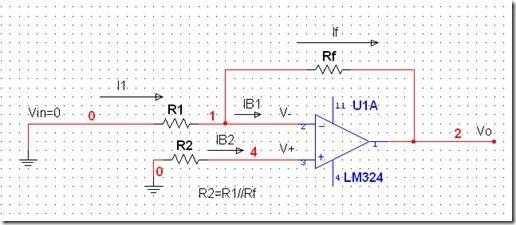 If
Rf
I1
11
U1A
Vin=0
0
R1
1
IB1
V-
2
IB2
R2
4
V+
3
1
2
Vo
0
4
LM324
R2=R1//Rf